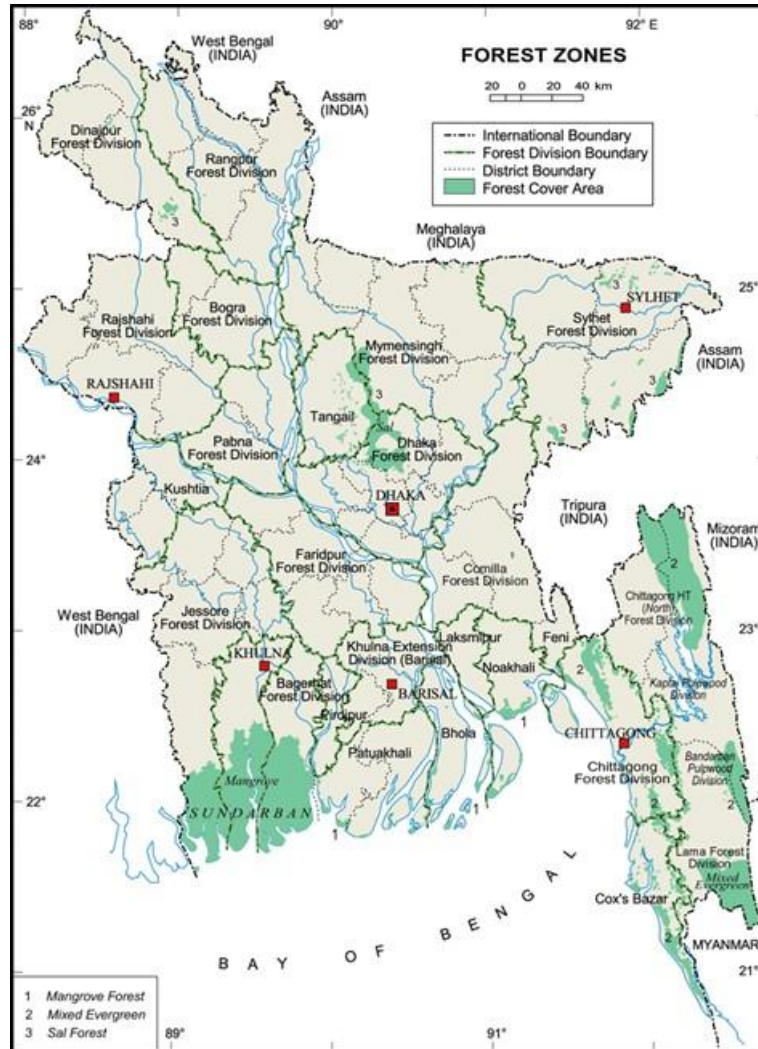 88°
90°
92° E
West Bengal
(INDIA)
FOREST ZONES
20 0 20 40 km
26°
N
Assam
(INDIA)
International Boundary
Forest Division Boundary
District Boundary
Forest Cover Area
Dinajpur
Forest Division
Rangpur
Forest Division
3
Meghalaya
(INDIA)
25°
3
SYLHET
Sylhet
Forest Division
Bogra
Forest Division
Rajshahi
Forest Division
Mymensingh
Forest Division
Assam
(INDIA)
RAJSHAHI
3
3
Tangail
Sal
Pabna
Forest Division
Dhaka
Forest Division
3
24°
Kushtia
DHAKA
Tripura
(INDIA)
Mizoram
(INDIA)
Faridpur
Forest Division
Comilla
Forest Division
2
Chittagong HT
(North)
Forest Division
West Bengal
(INDIA)
Jessore
Forest Division
23°
KHULNA
Khulna Extension
Division (Barisal)
Laksmipur
Feni
Noakhali
2
Kaptai Pulpwood
Division
Bagerhat
Forest Division
BARISAL
Pirojpur
1
CHITTAGONG
Patuakhali
Bhola
Chittagong
Forest Division
Bandarban
Pulpwood
Division
Mangrove
SUNDARBAN
22°
2
2
1
1
Lama Forest
Division
Mixed
Evergreen
Cox's Bazar
BAY OF BENGAL
2
MYANMAR
21°
1 Mangrove Forest
2 Mixed Evergreen
3 Sal Forest
89°
91°
92°